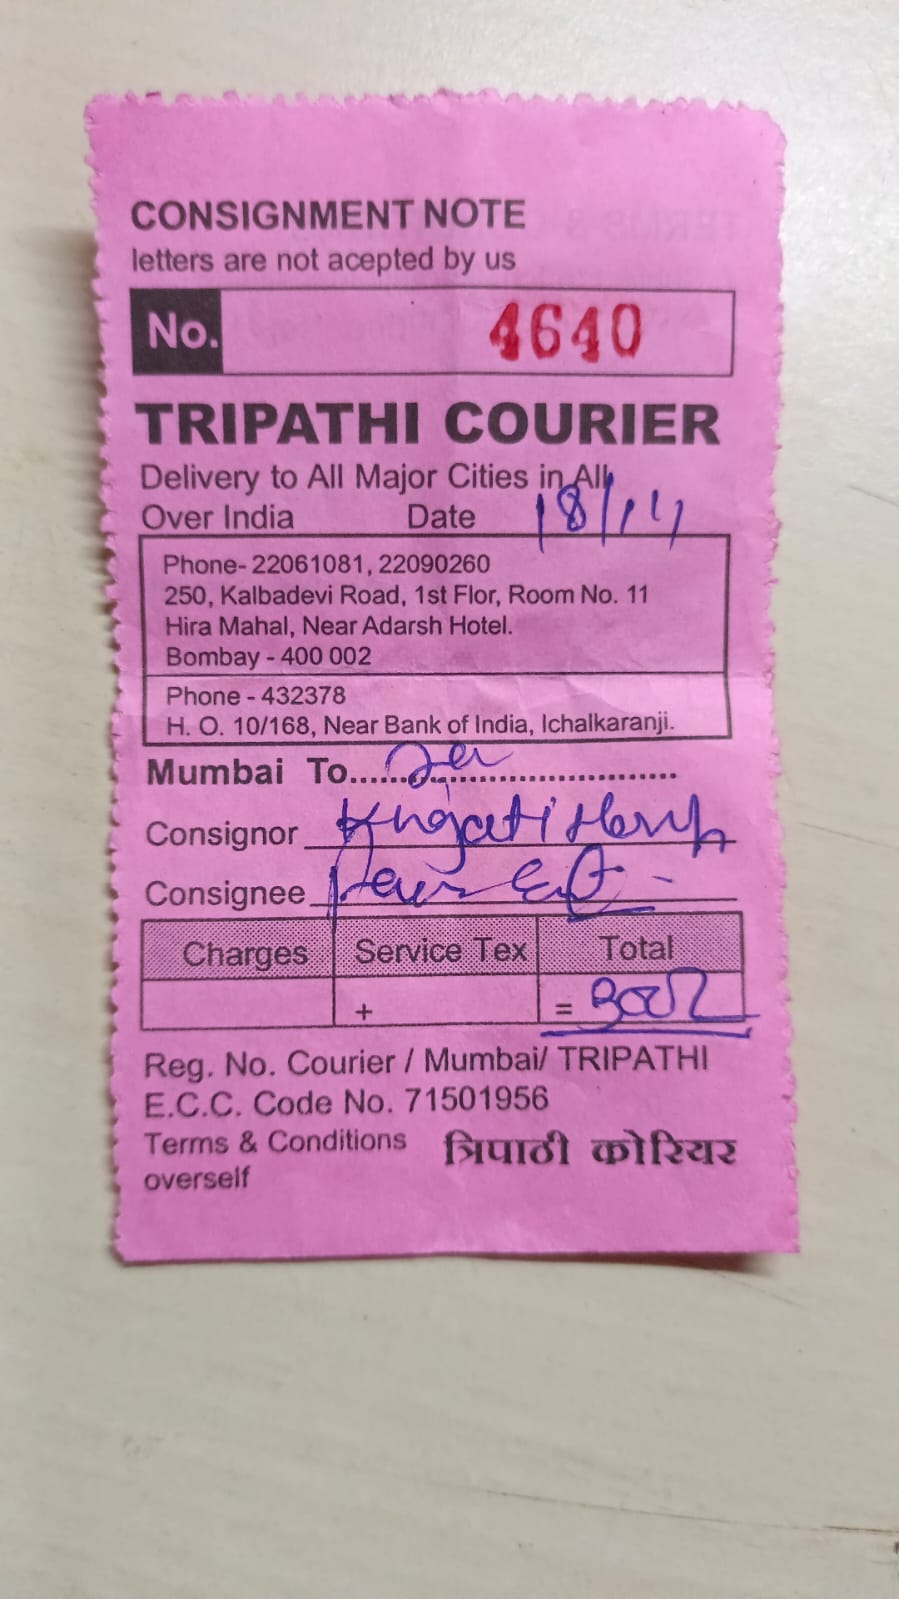 CONSIGNMENT NOTE
letters are not acepted by us
No. 4640
TRIPATHI COURIER
Delivery to All Major Cities in All
Over India Date 18/11
Phone- 22061081, 22090260
250, Kalbadevi Road, 1st Flor, Room No. 11
Hira Mahal, Near Adarsh Hotel.
Bombay - 400 002
Phone - 432378
H. O. 10/168, Near Bank of India, Ichalkaranji.
Mumbai To
Consignor
Consignee
Charges Service Tex Total
+ =
Reg. No. Courier / Mumbai/ TRIPATHI
E.C.C. Code No. 71501956
Terms & Conditions त्रिपाठी कोरियर
overself